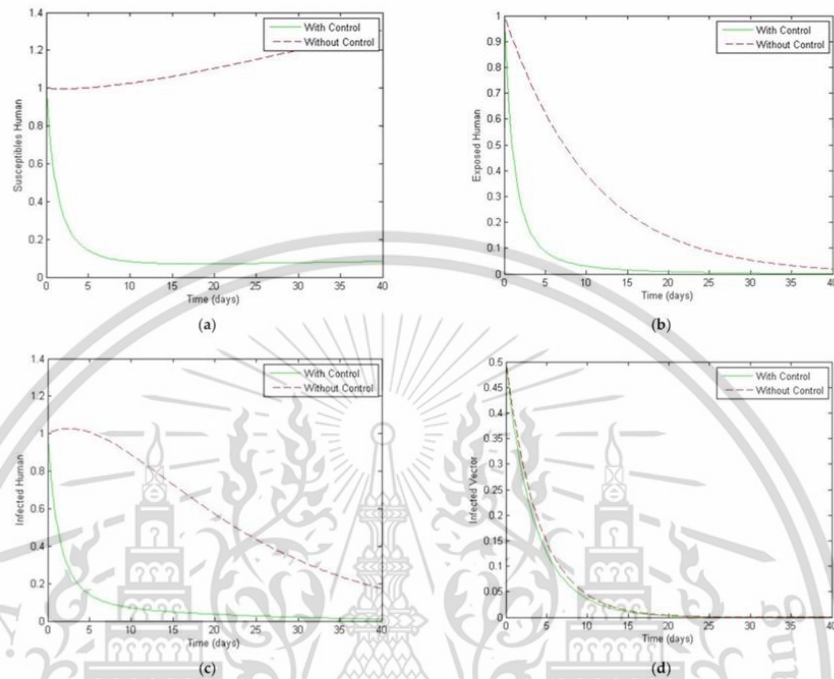 1.4
1.2
1
0.8
0.6
0.4
0.2
0
Susceptibles Human
With Control
Without Control
0 5 10 15 20 25 30 35 40
Time (days)
(a)
1
0.9
0.8
0.7
0.6
0.5
0.4
0.3
0.2
0.1
0
Exposed Human
With Control
Without Control
0 5 10 15 20 25 30 35 40
Time (days)
(b)
1.4
1.2
1
0.8
0.6
0.4
0.2
0
Infected Human
With Control
Without Control
0 5 10 15 20 25 30 35 40
Time (days)
(c)
0.5
0.45
0.4
0.35
0.3
0.25
0.2
0.15
0.1
0.05
0
Infected Vector
With Control
Without Control
0 5 10 15 20 25 30 35 40
Time (days)
(d)